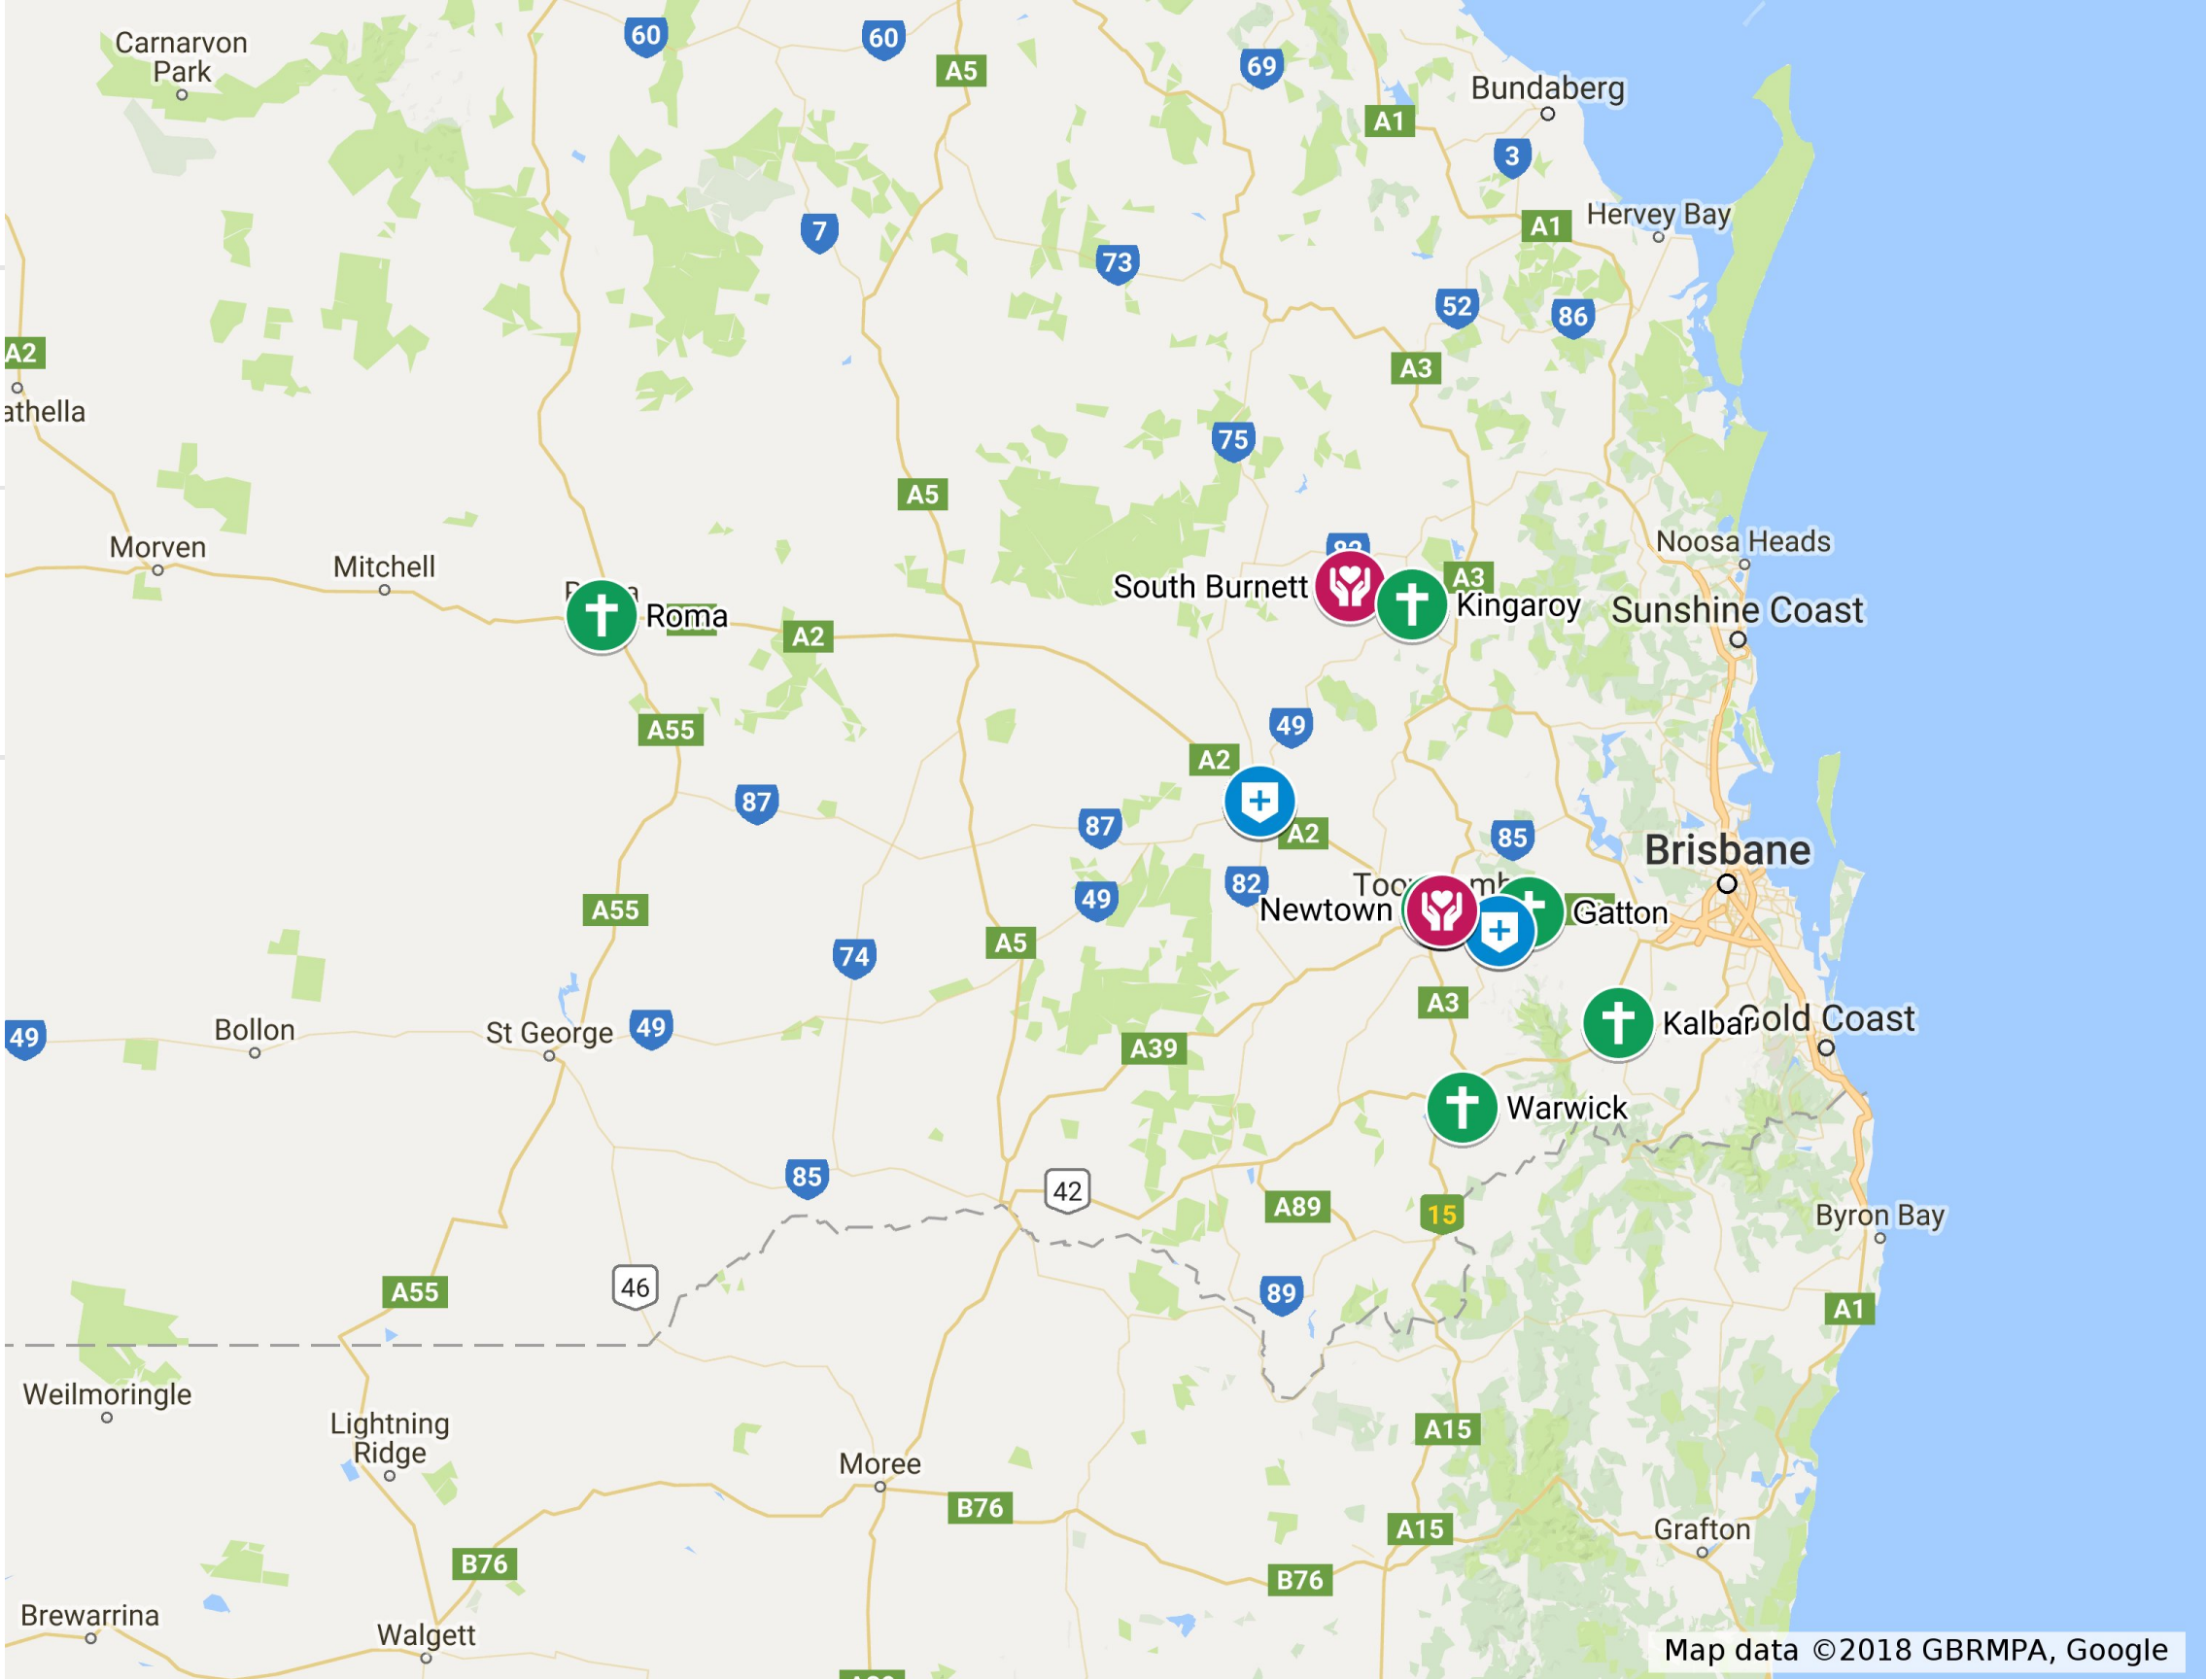 Carnarvon
Park
60
60
A5
69
Bundaberg
A1
3
7
Hervey Bay
A1
73
52
86
A2
A3
athella
75
A5
Morven
Mitchell
Noosa Heads
South Burnett
A3
Kingaroy
Sunshine Coast
Roma
A2
A55
49
A2
87
87
A2
85
Brisbane
82
49
Newtown
Gatton
A55
A5
74
A3
Kalbar
Gold Coast
49
Bollon
St George
49
A39
Warwick
85
42
A89
15
Byron Bay
46
A55
89
A1
Weilmoringle
Lightning
Ridge
A15
Moree
B76
A15
Grafton
B76
B76
Brewarrina
Walgett
Map data ©2018 GBRMPA, Google